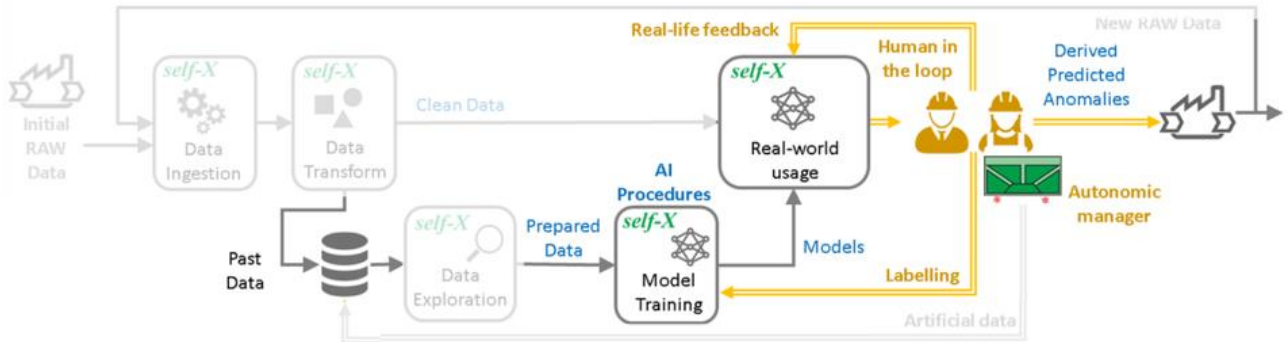 Real-life feedback
New RAW Data
self-X
self-X
self-X
Human in
the loop
Derived
Predicted
Anomalies
Initial
RAW
Data
Data
Ingestion
Data
Transform
Clean Data
Real-world
usage
AI
Procedures
Autonomic
manager
self-X
self-X
Past
Data
Data
Exploration
Prepared
Data
Model
Training
Models
Labelling
Artificial data